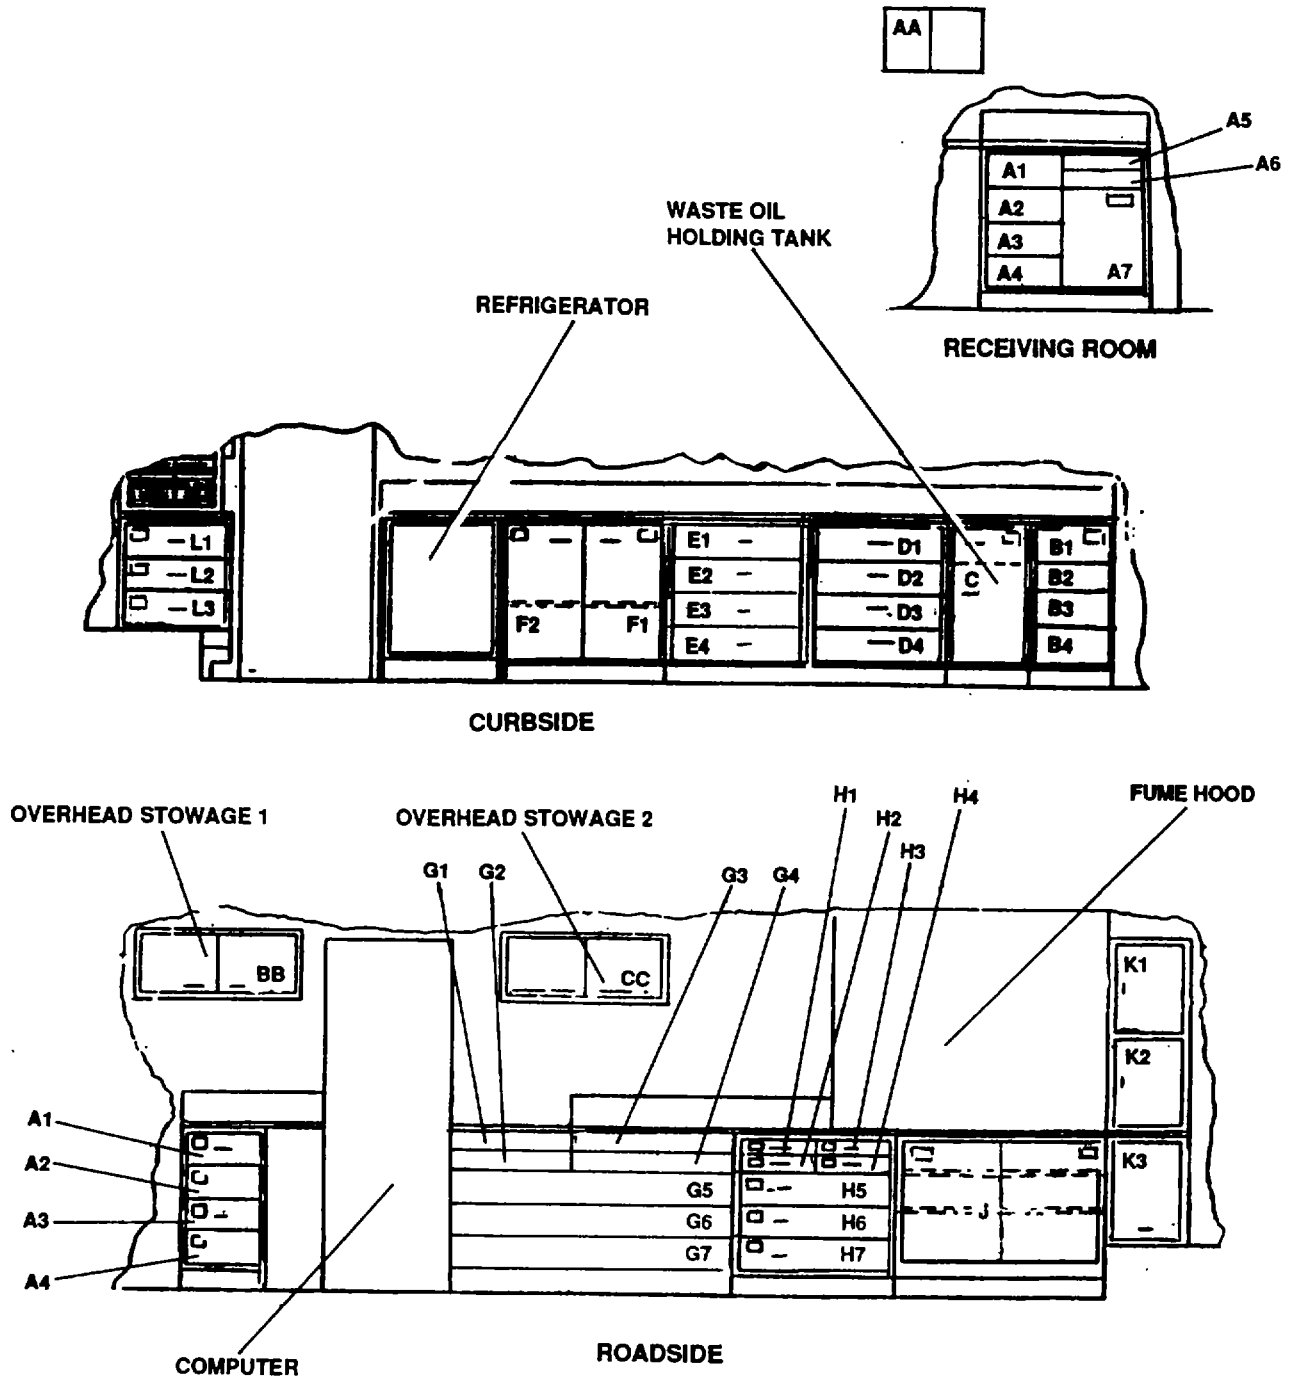 AA
A5
A1
A6
A2
A3
A4
A7
WASTE OIL
HOLDING TANK
REFRIGERATOR
RECEIVING ROOM
L1
L2
L3
F2
F1
E1
E2
E3
E4
D1
D2
D3
D4
C
B1
B2
B3
B4
CURBSIDE
OVERHEAD STOWAGE 1
OVERHEAD STOWAGE 2
H1
H2
H3
H4
FUME HOOD
G1
G2
G3
G4
BB
CC
K1
K2
K3
A1
A2
A3
A4
G5
G6
G7
H5
H6
H7
J
COMPUTER
ROADSIDE